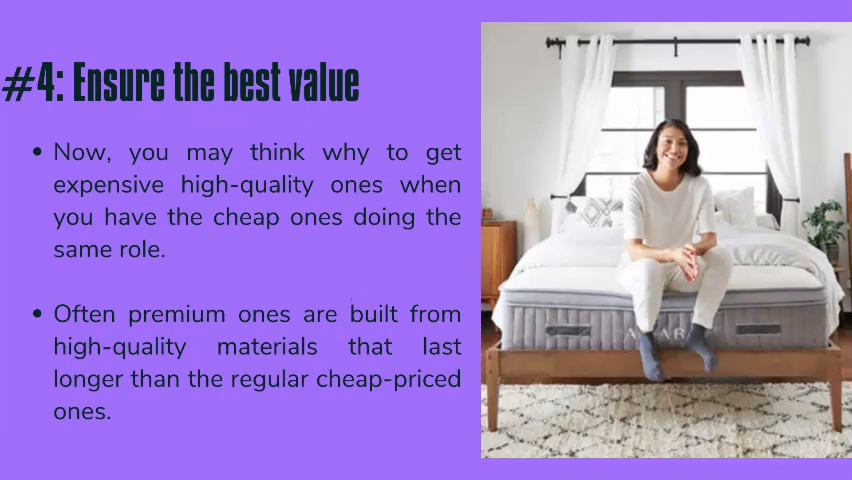 #4: Ensure the best value
• Now, you may think why to get
expensive high-quality ones when
you have the cheap ones doing the
same role.
• Often premium ones are built from
high-quality materials that last
longer than the regular cheap-priced
ones.